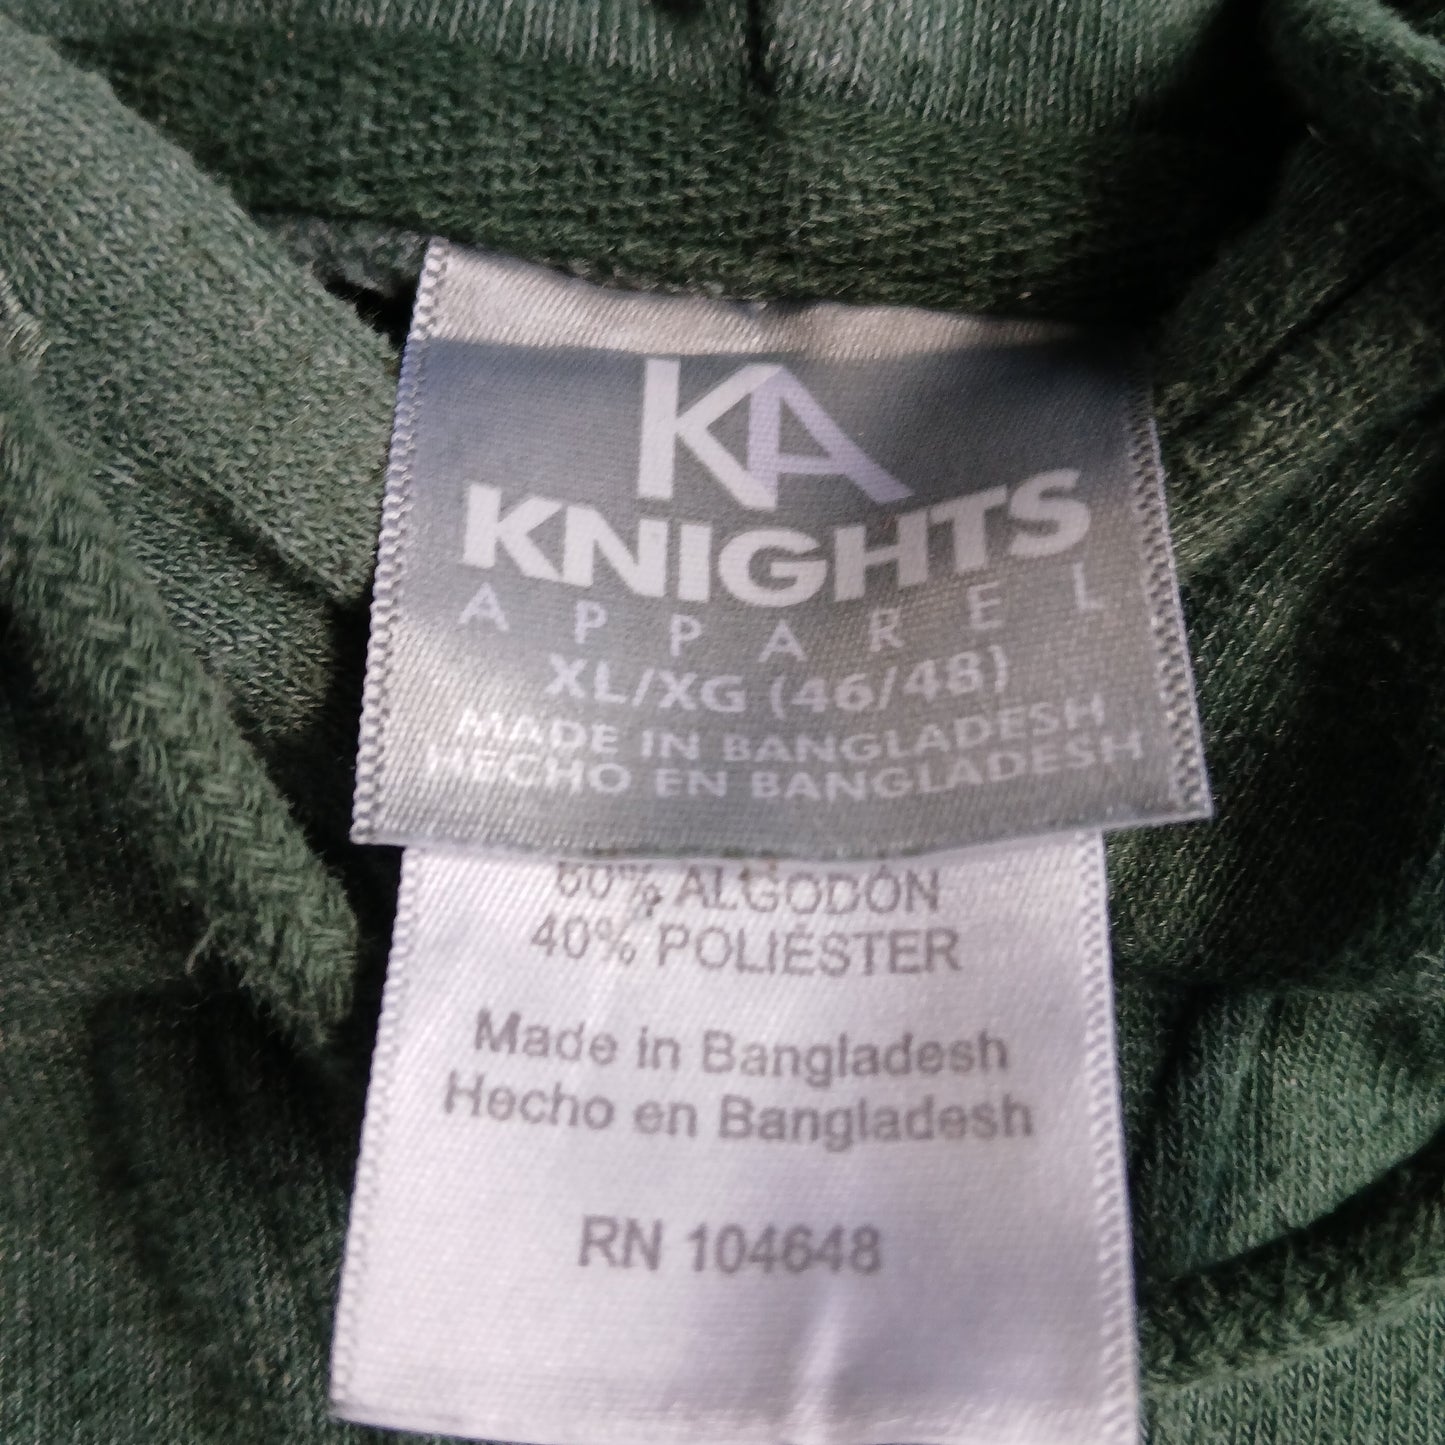 KA
KNIGHTS
APPAREL
XL/XG (46/48)
MADE IN BANGLADESH
HECHO EN BANGLADESH
60% ALGODÓN
40% POLIÉSTER
Made in Bangladesh
Hecho en Bangladesh
RN 104648